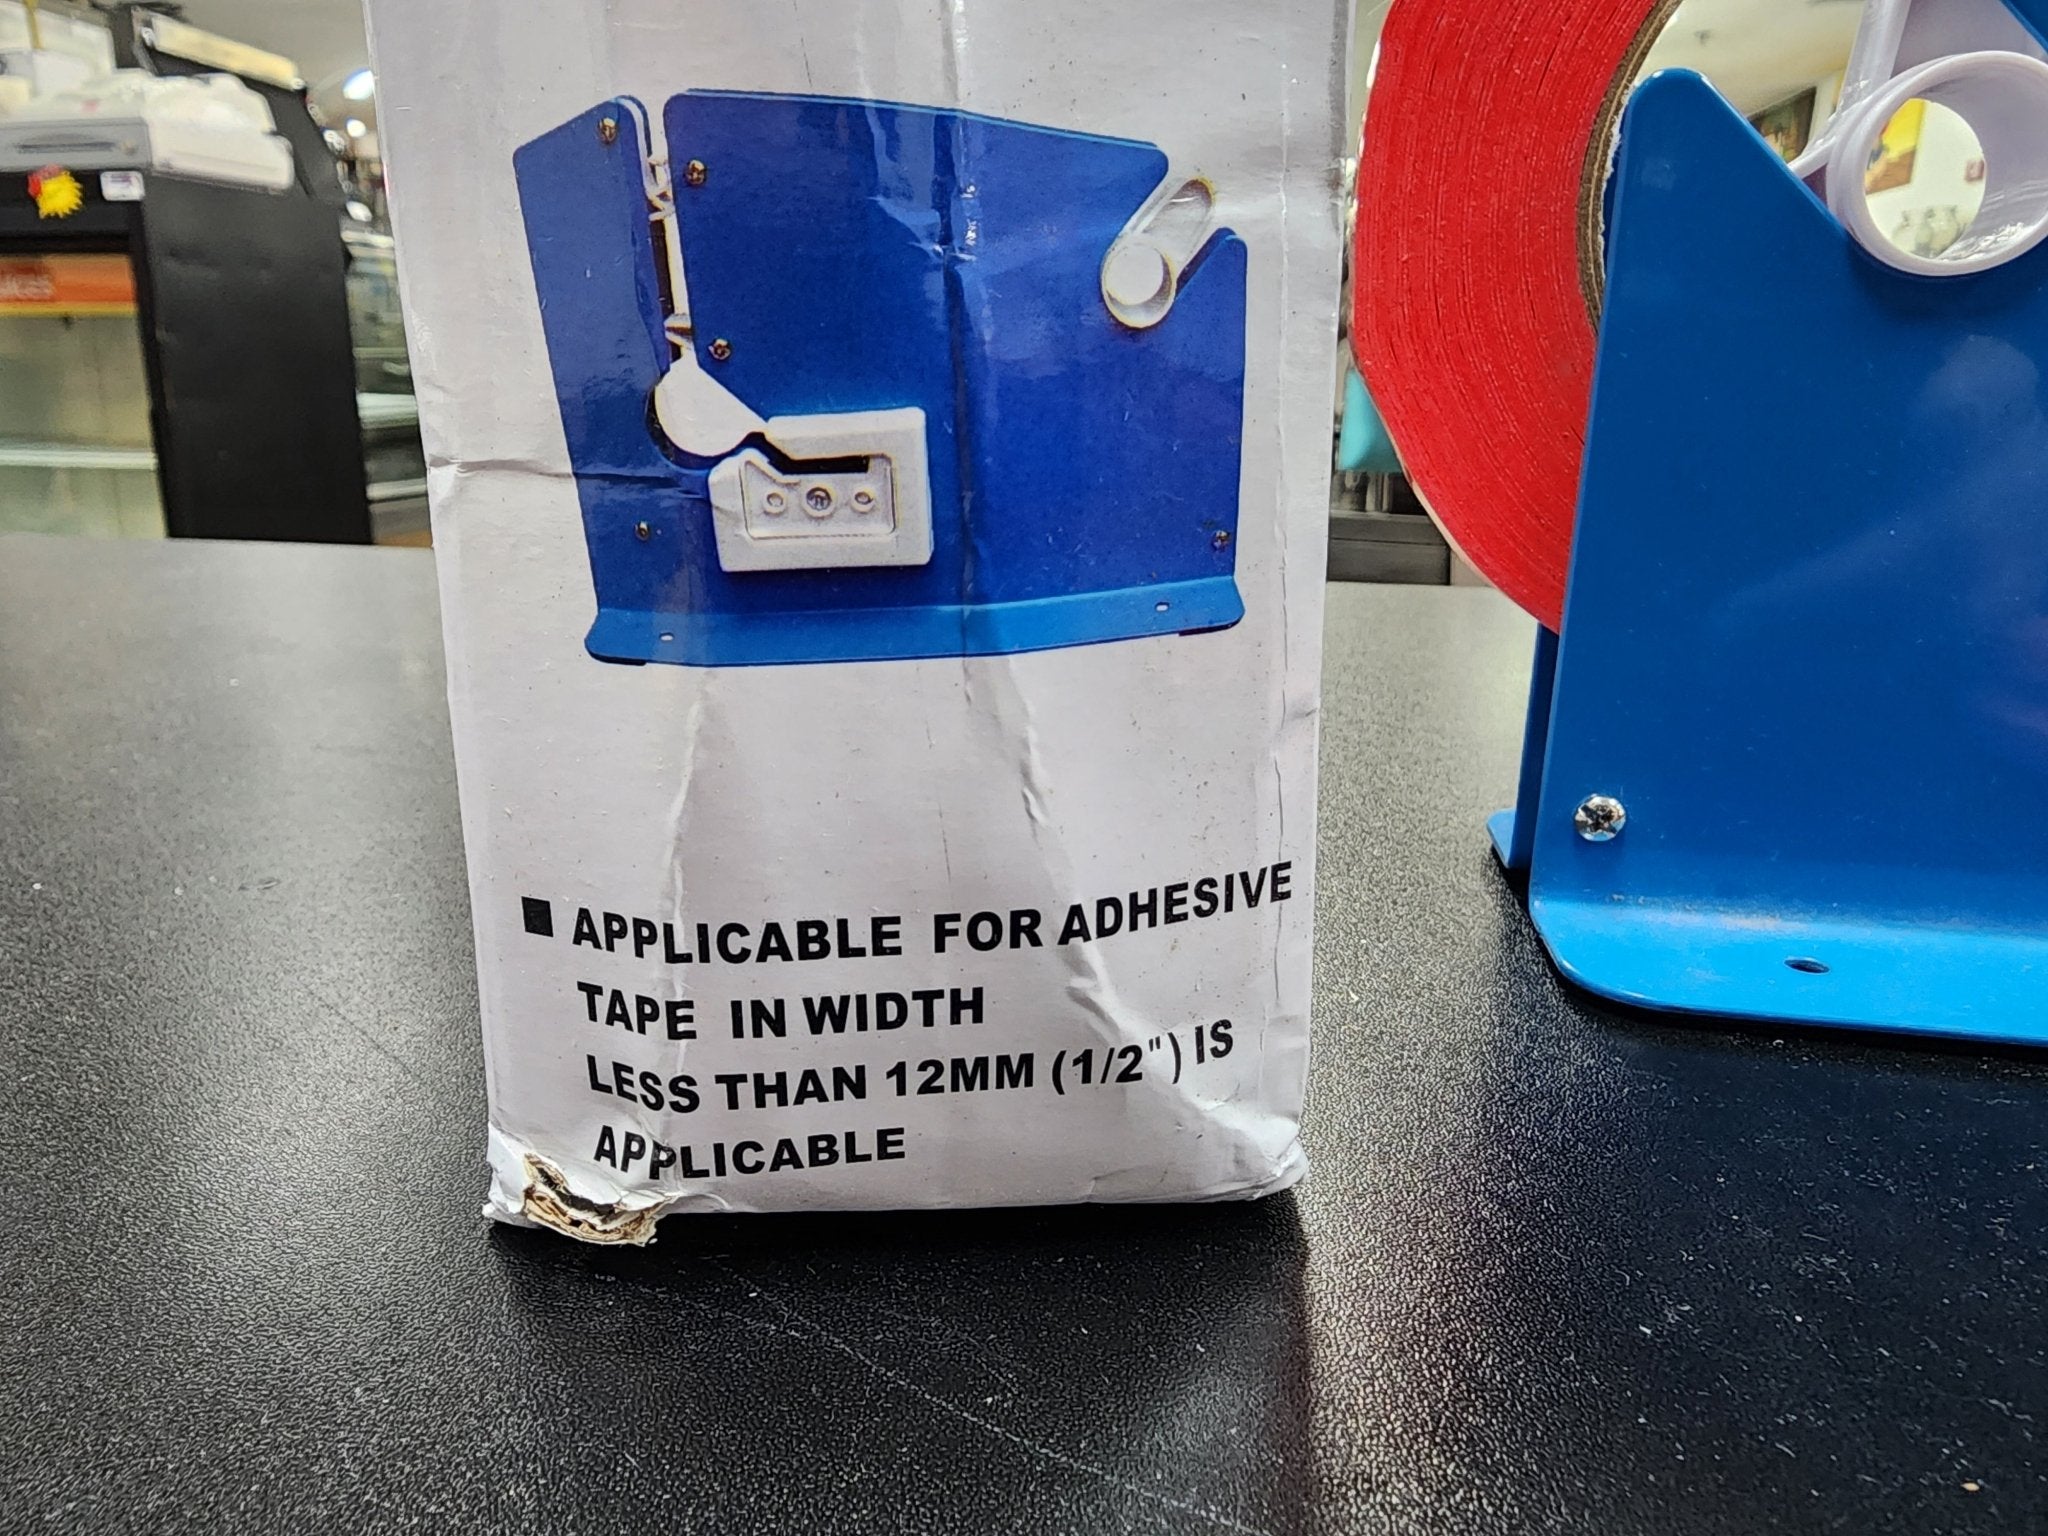 ■ APPLICABLE FOR ADHESIVE
TAPE IN WIDTH
LESS THAN 12MM (1/2") IS
APPLICABLE